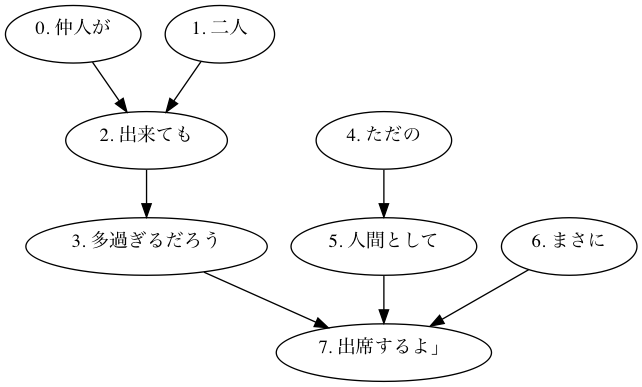 0. 仲人が
1. 二人
2. 出来ても
4. ただの
3. 多過ぎるだろう
5. 人間として
6. まさに
7. 出席するよ」